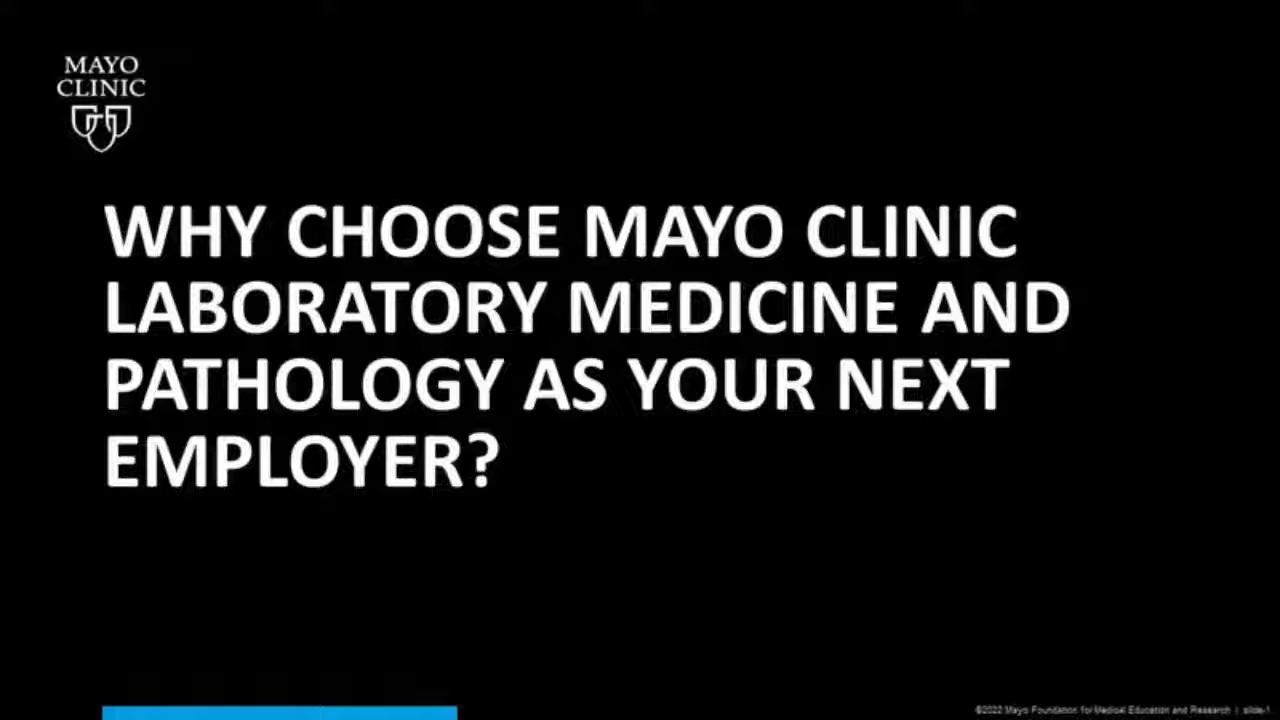 MAYO
CLINIC
WHY CHOOSE MAYO CLINIC
LABORATORY MEDICINE AND
PATHOLOGY AS YOUR NEXT
EMPLOYER?
©2022 Mayo Foundation for Medical Education and Research | slide-1